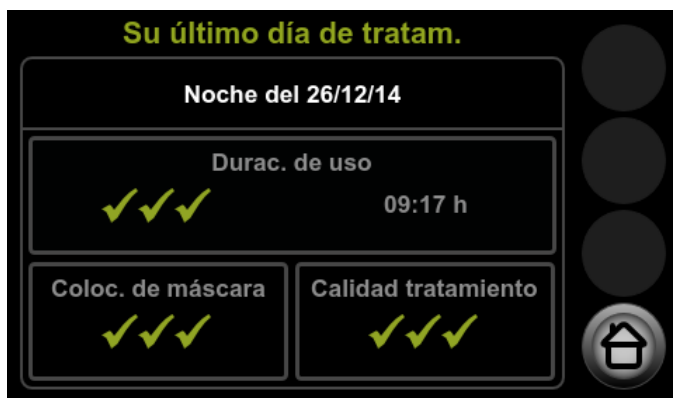 Su último día de tratam.
Noche del 26/12/14
Durac. de uso
09:17 h
Coloc. de máscara
Calidad tratamiento